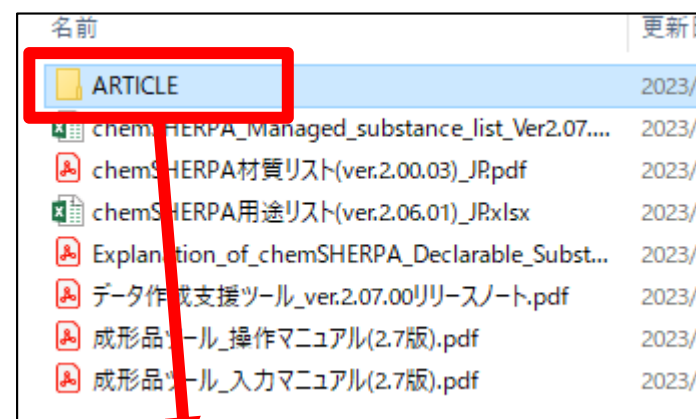 名前 更新日
ARTICLE 2023/
chemSHERPA_Managed_substance_list_Ver2.07.... 2023/
chemSHERPA材質リスト(ver.2.00.03)_JP.pdf 2023/
chemSHERPA用途リスト(ver.2.06.01)_JP.xlsx 2023/
Explanation_of_chemSHERPA_Declarable_Subst... 2023/
データ作成支援ツール_ver.2.07.00リリースノート.pdf 2023/
成形品ツール_操作マニュアル(2.7版).pdf 2023/
成形品ツール_入力マニュアル(2.7版).pdf 2023/